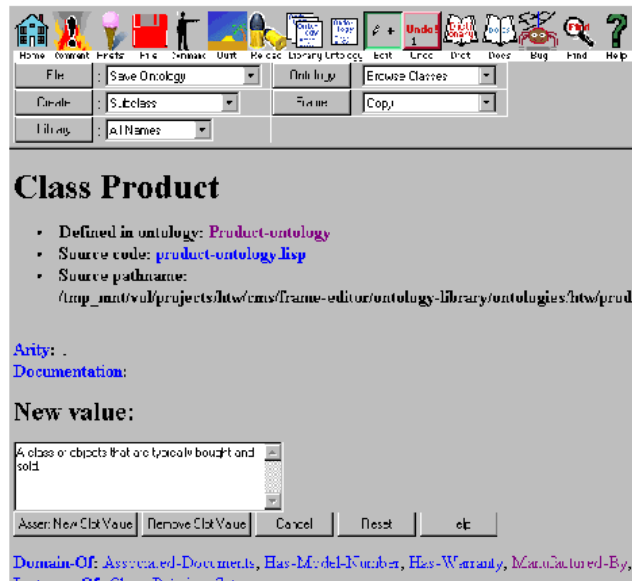 Home Comment Prefs File Quit Reload Library Ontology Edit Undo Dict Docs Bug Find Help
File : Save Ontology Ontology Browse Classes
Create : Subclass Frame Copy
Library : All Names
Class Product
• Defined in ontology: Product-ontology
• Source code: product-ontology.lisp
• Source pathname:
/tmp_mnt/vol/projects/htw/cms/frame-editor/ontology-library/ontologies/htw/prod
Arity: .
Documentation:
New value:
A class of objects that are typically bought and
sold.
Assert New Slot Value Remove Slot Value Cancel Reset elp
Domain-Of: Associated-Documents, Has-Model-Number, Has-Warranty, Manufactured-By,